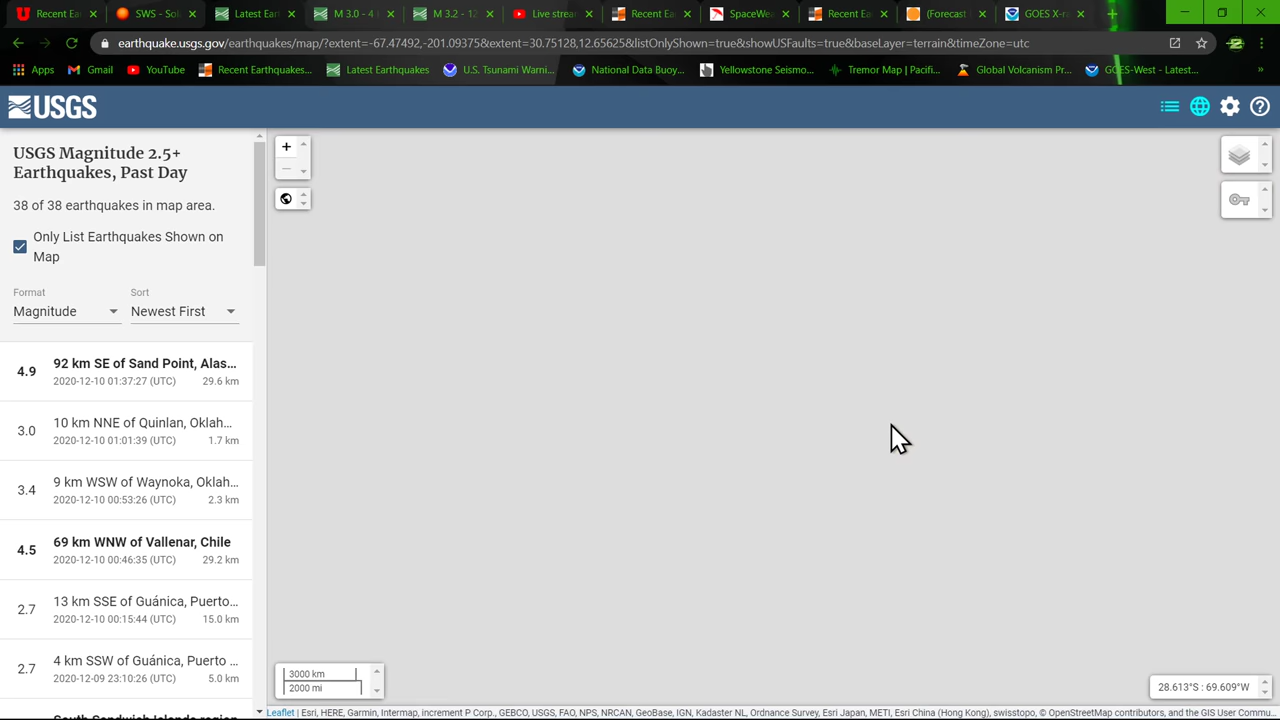 Recent Ear
SWS - Sol
Latest Eart
M 3.0 - 4
M 3.2 - 1
Live strea
Recent Ea
SpaceWea
Recent Ea
(Forecast
GOES X-ra
earthquake.usgs.gov/earthquakes/map/?extent=-67.47492,-201.09375&extent=30.75128,12.65625&listOnlyShown=true&showUSFaults=true&baseLayer=terrain&timeZone=utc
Apps
Gmail
YouTube
Recent Earthquakes...
Latest Earthquakes
U.S. Tsunami Warni...
National Data Buoy...
Yellowstone Seismo...
Tremor Map | Pacifi...
Global Volcanism Pr...
GOES-West - Latest...
»
USGS
USGS Magnitude 2.5+
Earthquakes, Past Day
38 of 38 earthquakes in map area.
Only List Earthquakes Shown on
Map
Format
Sort
Magnitude
Newest First
4.9
92 km SE of Sand Point, Alas...
2020-12-10 01:37:27 (UTC) 29.6 km
3.0
10 km NNE of Quinlan, Oklah...
2020-12-10 01:01:39 (UTC) 1.7 km
3.4
9 km WSW of Waynoka, Oklah...
2020-12-10 00:53:26 (UTC) 2.3 km
4.5
69 km WNW of Vallenar, Chile
2020-12-10 00:46:35 (UTC) 29.2 km
2.7
13 km SSE of Guánica, Puerto...
2020-12-10 00:15:44 (UTC) 15.0 km
2.7
4 km SSW of Guánica, Puerto ...
2020-12-09 23:10:26 (UTC) 5.0 km
South Sandwich Islands region
3000 km
2000 mi
28.613°S : 69.609°W
Leaflet | Esri, HERE, Garmin, Intermap, increment P Corp., GEBCO, USGS, FAO, NPS, NRCAN, GeoBase, IGN, Kadaster NL, Ordnance Survey, Esri Japan, METI, Esri China (Hong Kong), swisstopo, © OpenStreetMap contributors, and the GIS User Commu...